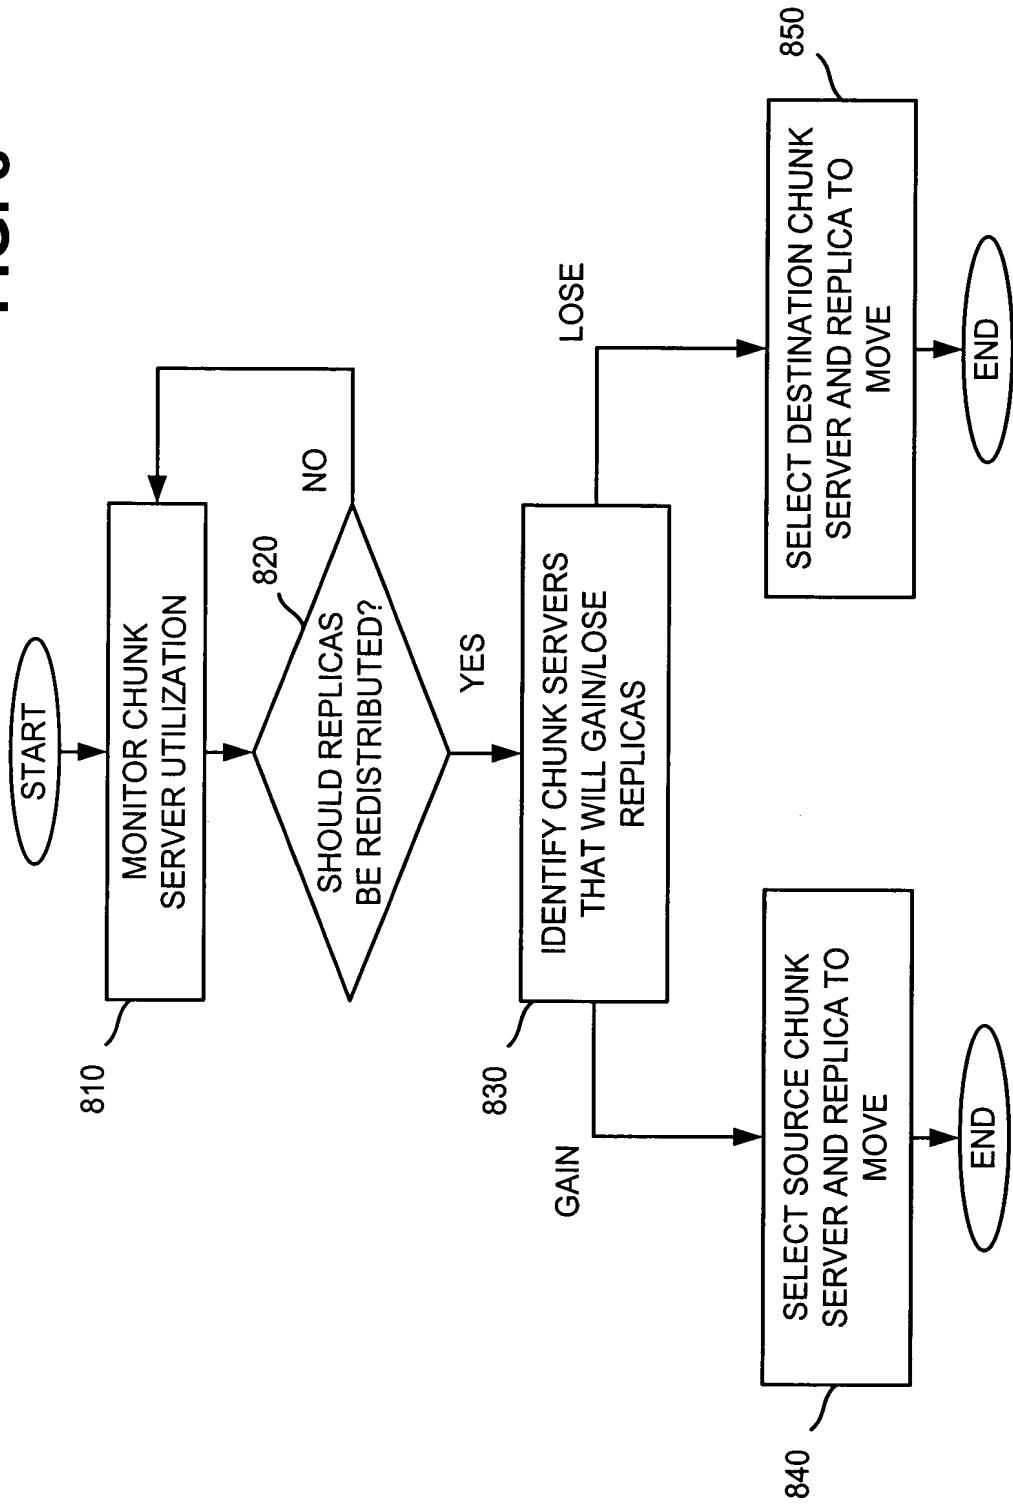 START
MONITOR CHUNK
SERVER UTILIZATION
810
SHOULD REPLICAS
BE REDISTRIBUTED?
820
NO
YES
IDENTIFY CHUNK SERVERS
THAT WILL GAIN/LOSE
REPLICAS
830
GAIN
LOSE
SELECT SOURCE CHUNK
SERVER AND REPLICA TO
MOVE
840
END
SELECT DESTINATION CHUNK
SERVER AND REPLICA TO
MOVE
850
END